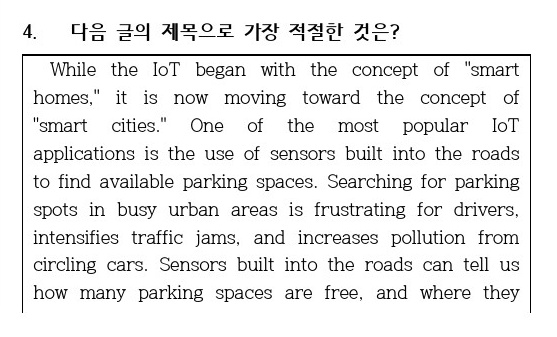 4. 다음 글의 제목으로 가장 적절한 것은?
While the IoT began with the concept of "smart
homes," it is now moving toward the concept of
"smart cities." One of the most popular IoT
applications is the use of sensors built into the roads
to find available parking spaces. Searching for parking
spots in busy urban areas is frustrating for drivers,
intensifies traffic jams, and increases pollution from
circling cars. Sensors built into the roads can tell us
how many parking spaces are free, and where they